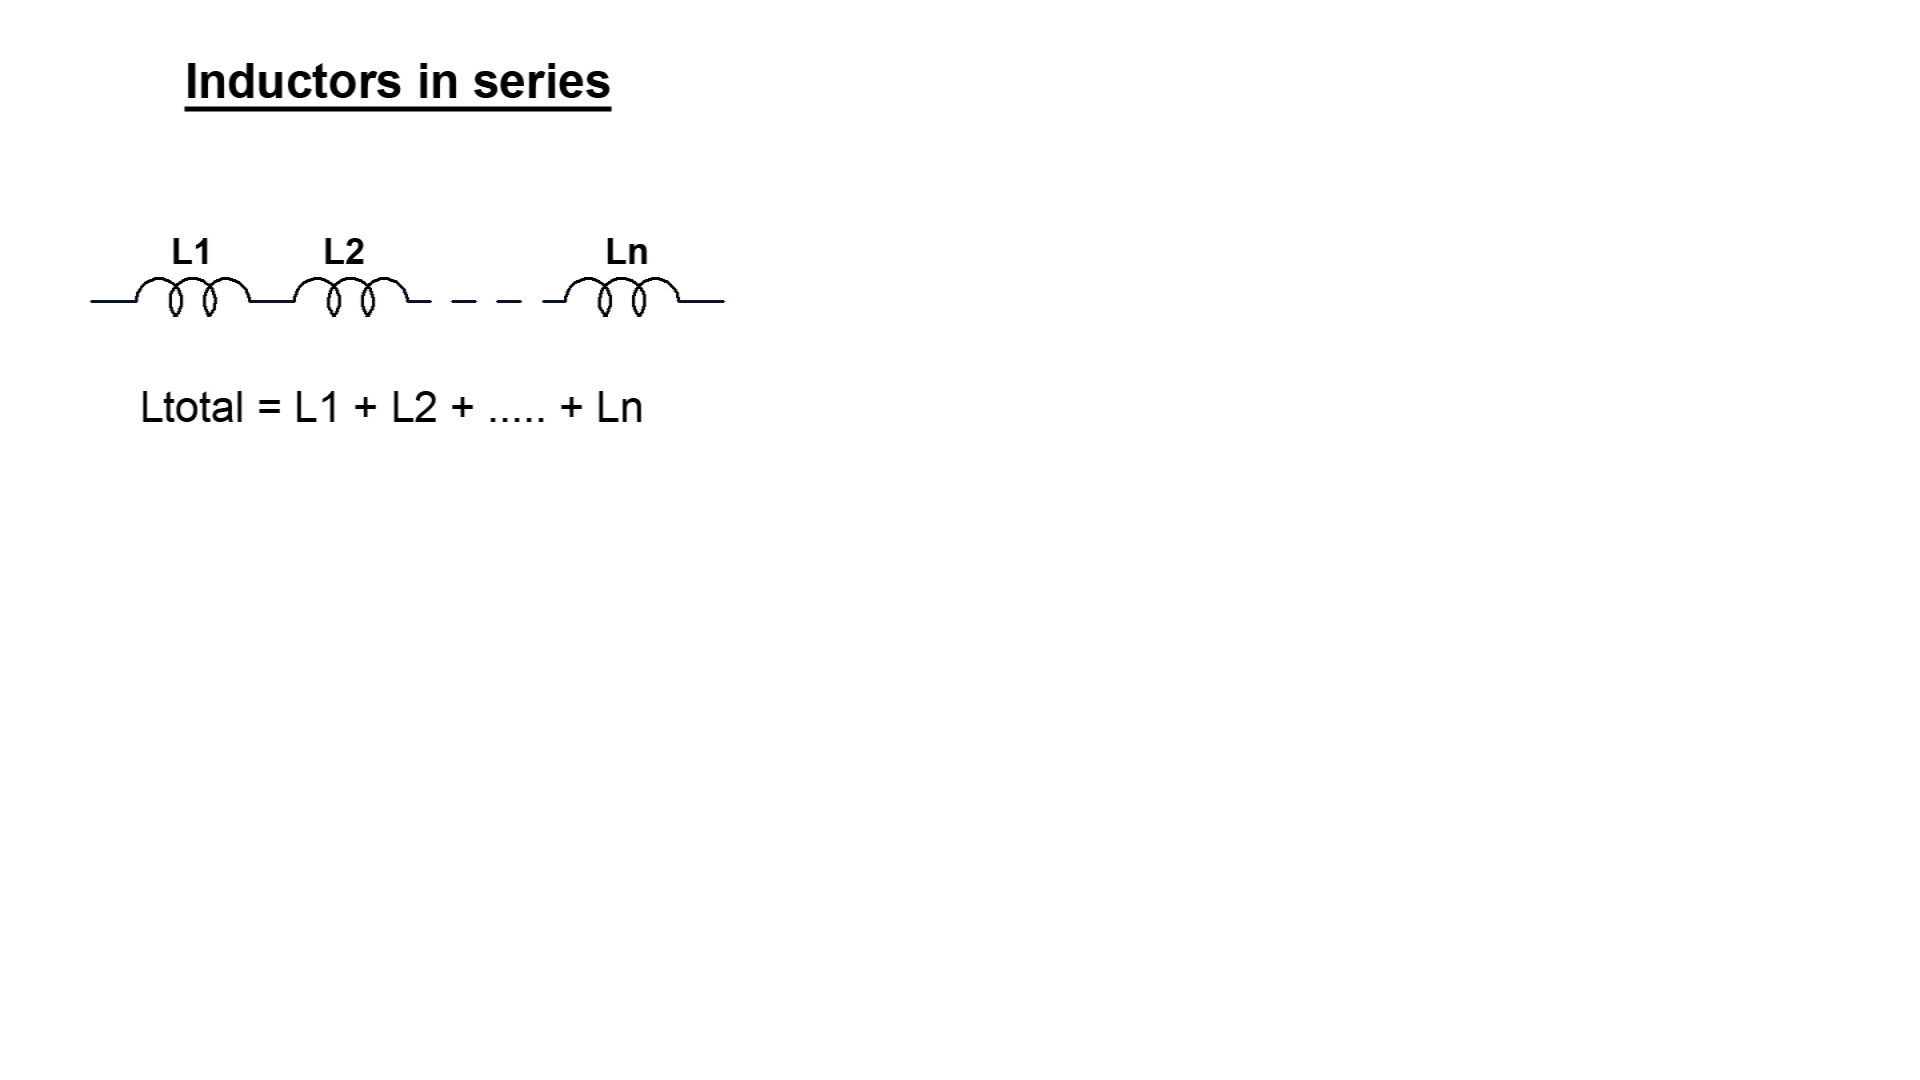 Inductors in series
L1 L2 Ln
Ltotal = L1 + L2 + ..... + Ln